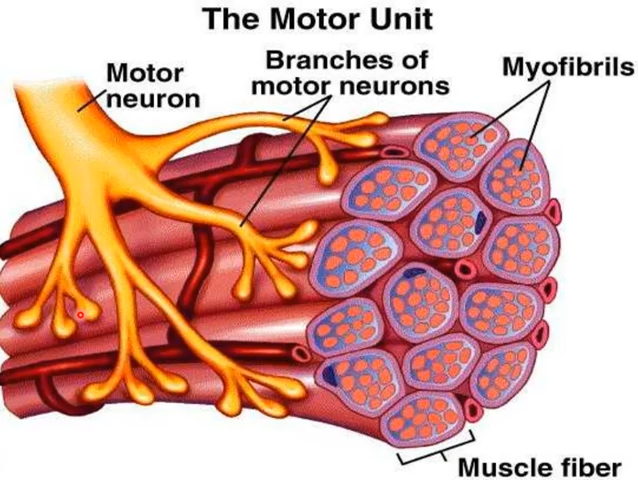 The Motor Unit
Motor
neuron
Branches of
motor neurons
Myofibrils
Muscle fiber